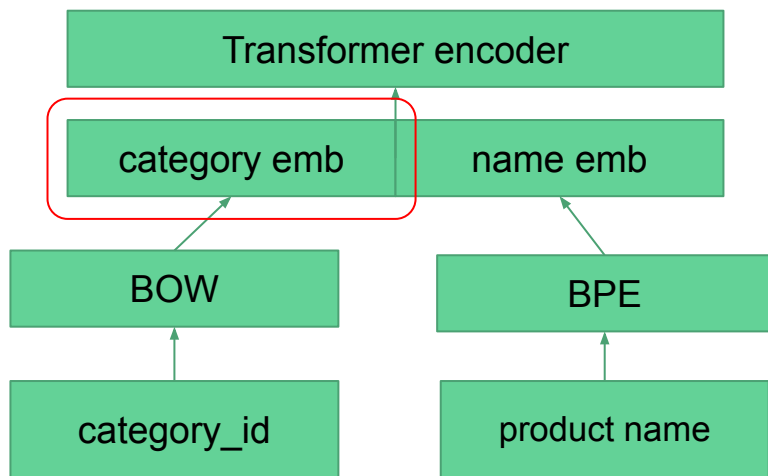 Transformer encoder
category emb
name emb
BOW
BPE
category_id
product name